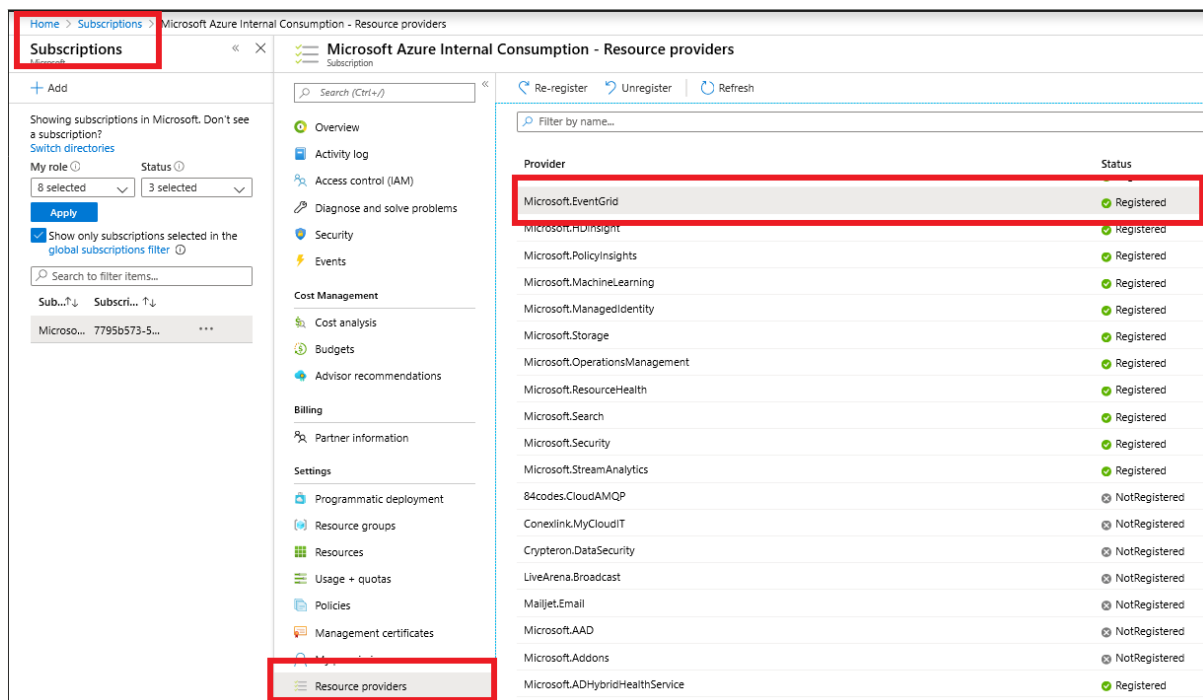 Home > Subscriptions > Microsoft Azure Internal Consumption - Resource providers
Subscriptions
Microsoft
Add
Showing subscriptions in Microsoft. Don't see
a subscription?
Switch directories
My role Status
8 selected 3 selected
Apply
Show only subscriptions selected in the
global subscriptions filter
Search to filter items...
Sub...↑↓ Subscri... ↑↓
Microso... 7795b573-5... ...
Microsoft Azure Internal Consumption - Resource providers
Subscription
Search (Ctrl+/)
Overview
Activity log
Access control (IAM)
Diagnose and solve problems
Security
Events
Cost Management
Cost analysis
Budgets
Advisor recommendations
Billing
Partner information
Settings
Programmatic deployment
Resource groups
Resources
Usage + quotas
Policies
Management certificates
Resource providers
Re-register Unregister Refresh
Filter by name...
Provider Status
Microsoft.EventGrid Registered
Microsoft.HDInsight Registered
Microsoft.PolicyInsights Registered
Microsoft.MachineLearning Registered
Microsoft.ManagedIdentity Registered
Microsoft.Storage Registered
Microsoft.OperationsManagement Registered
Microsoft.ResourceHealth Registered
Microsoft.Search Registered
Microsoft.Security Registered
Microsoft.StreamAnalytics Registered
84codes.CloudAMQP NotRegistered
Conexlink.MyCloudIT NotRegistered
Crypteron.DataSecurity NotRegistered
LiveArena.Broadcast NotRegistered
Mailjet.Email NotRegistered
Microsoft.AAD NotRegistered
Microsoft.Addons NotRegistered
Microsoft.ADHybridHealthService Registered